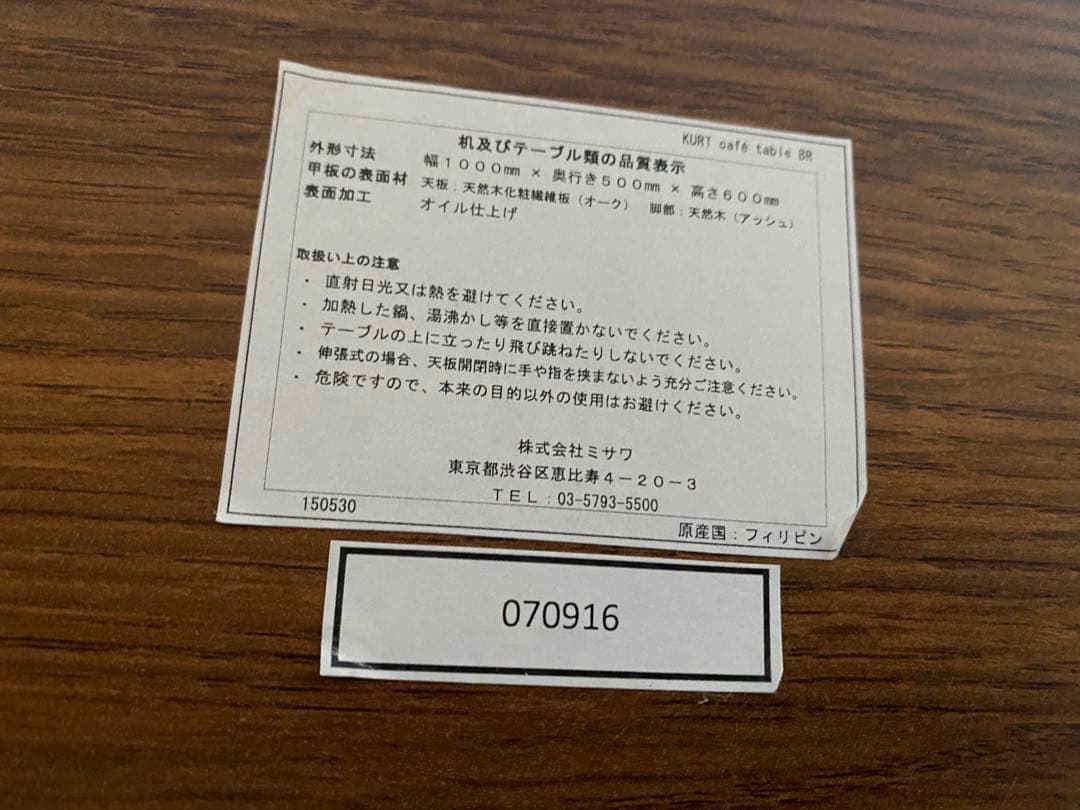 KURT café table BR
机及びテーブル類の品質表示
外形寸法 幅１０００mm × 奥行き５００mm × 高さ６００mm
甲板の表面材 天板：天然木化粧繊維板（オーク） 脚部：天然木（アッシュ）
表面加工 オイル仕上げ
取扱い上の注意
・ 直射日光又は熱を避けてください。
・ 加熱した鍋、湯沸かし等を直接置かないでください。
・ テーブルの上に立ったり飛び跳ねたりしないでください。
・ 伸張式の場合、天板開閉時に手や指を挟まないよう充分ご注意ください。
・ 危険ですので、本来の目的以外の使用はお避けください。
株式会社ミサワ
東京都渋谷区恵比寿４－２０－３
ＴＥＬ：03-5793-5500
150530
原産国：フィリピン
070916